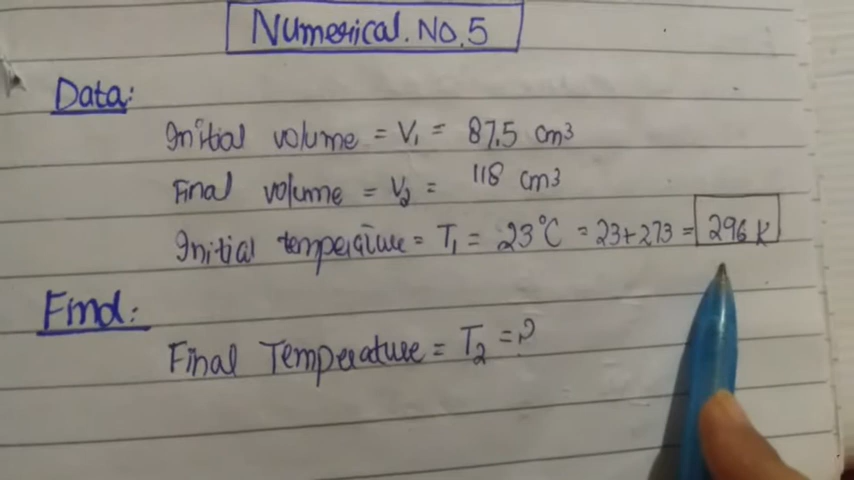 Numerical. No. 5
Data:
Initial volume = V₁ = 87.5 cm³
Final volume = V₂ = 118 cm³
Initial temperature = T₁ = 23°C = 23+273 = 296 K
Find:
Final Temperature = T₂ = ?